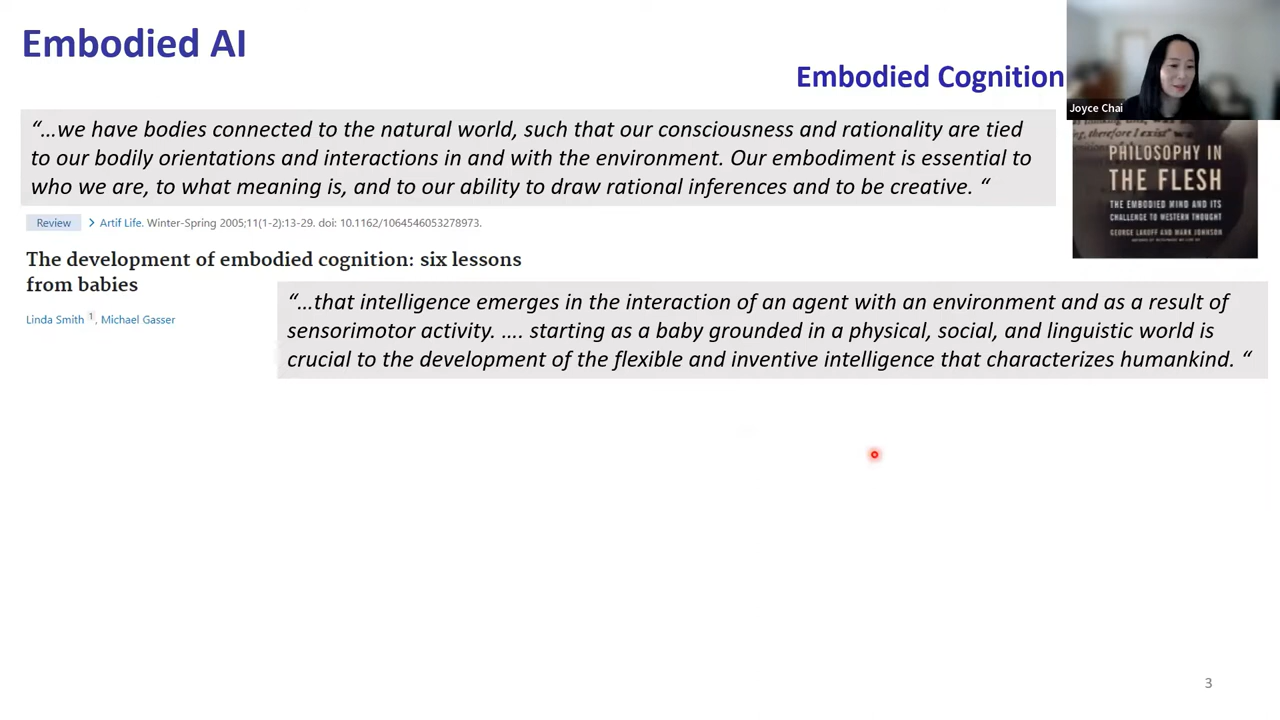 Embodied AI
Embodied Cognition
Joyce Chai
“…we have bodies connected to the natural world, such that our consciousness and rationality are tied
to our bodily orientations and interactions in and with the environment. Our embodiment is essential to
who we are, to what meaning is, and to our ability to draw rational inferences and to be creative. “
therefore I exist"
PHILOSOPHY IN
THE FLESH
THE EMBODIED MIND AND ITS
CHALLENGE TO WESTERN THOUGHT
GEORGE LAKOFF AND MARK JOHNSON
Review > Artif Life. Winter-Spring 2005;11(1-2):13-29. doi: 10.1162/1064546053278973.
The development of embodied cognition: six lessons
from babies
Linda Smith 1, Michael Gasser
“…that intelligence emerges in the interaction of an agent with an environment and as a result of
sensorimotor activity. …. starting as a baby grounded in a physical, social, and linguistic world is
crucial to the development of the flexible and inventive intelligence that characterizes humankind. “
3